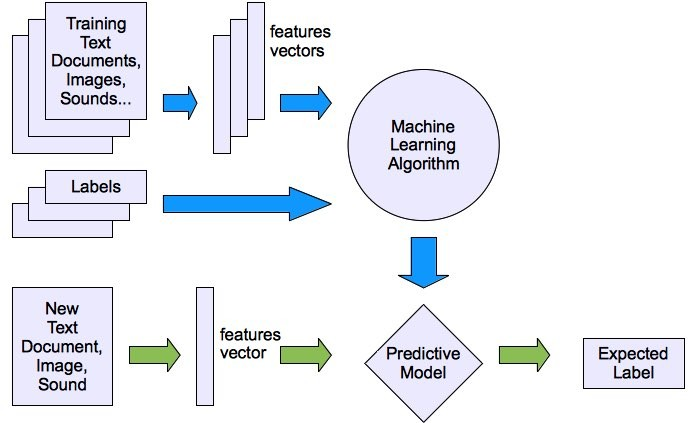 Training
Text
Documents,
Images,
Sounds...
features
vectors
Machine
Learning
Algorithm
Labels
New
Text
Document,
Image,
Sound
features
vector
Predictive
Model
Expected
Label